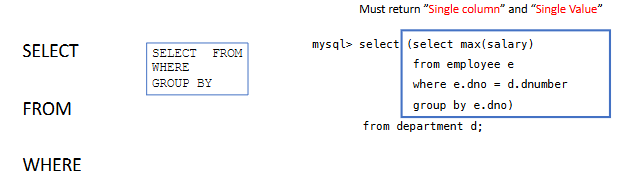 Must return "Single column" and "Single Value"
SELECT
SELECT FROM
WHERE
GROUP BY
FROM
WHERE
mysql> select (select max(salary)
from employee e
where e.dno = d.dnumber
group by e.dno)
from department d;